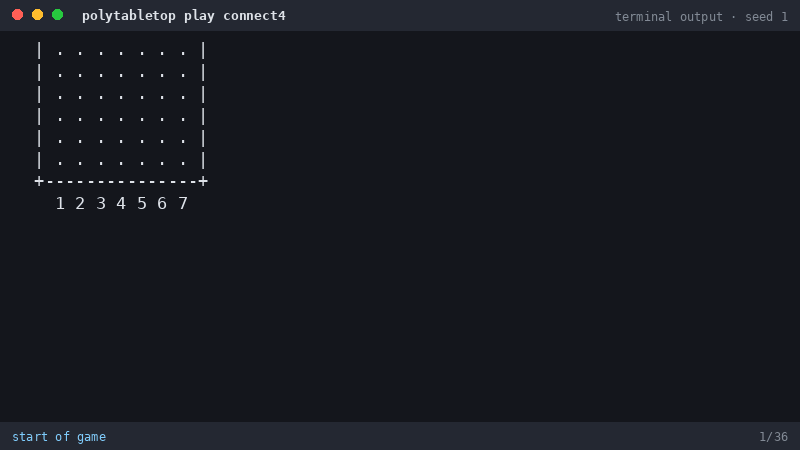 polytabletop play connect4
terminal output · seed 1
| . . . . . . . |
| . . . . . . . |
| . . . . . . . |
| . . . . . . . |
| . . . . . . . |
| . . . . . . . |
+---------------+
1 2 3 4 5 6 7
start of game
1/36